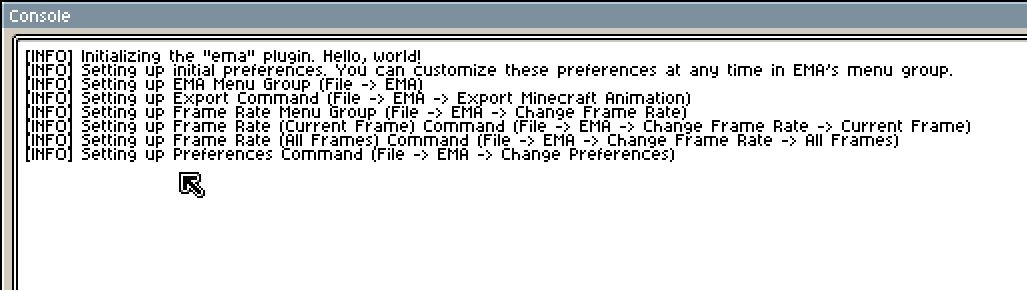 Console
[INFO] Initializing the "ema" plugin. Hello, world!
[INFO] Setting up initial preferences. You can customize these preferences at any time in EMA's menu group.
[INFO] Setting up EMA Menu Group (File -> EMA)
[INFO] Setting up Export Command (File -> EMA -> Export Minecraft Animation)
[INFO] Setting up Frame Rate Menu Group (File -> EMA -> Change Frame Rate)
[INFO] Setting up Frame Rate (Current Frame) Command (File -> EMA -> Change Frame Rate -> Current Frame)
[INFO] Setting up Frame Rate (All Frames) Command (File -> EMA -> Change Frame Rate -> All Frames)
[INFO] Setting up Preferences Command (File -> EMA -> Change Preferences)